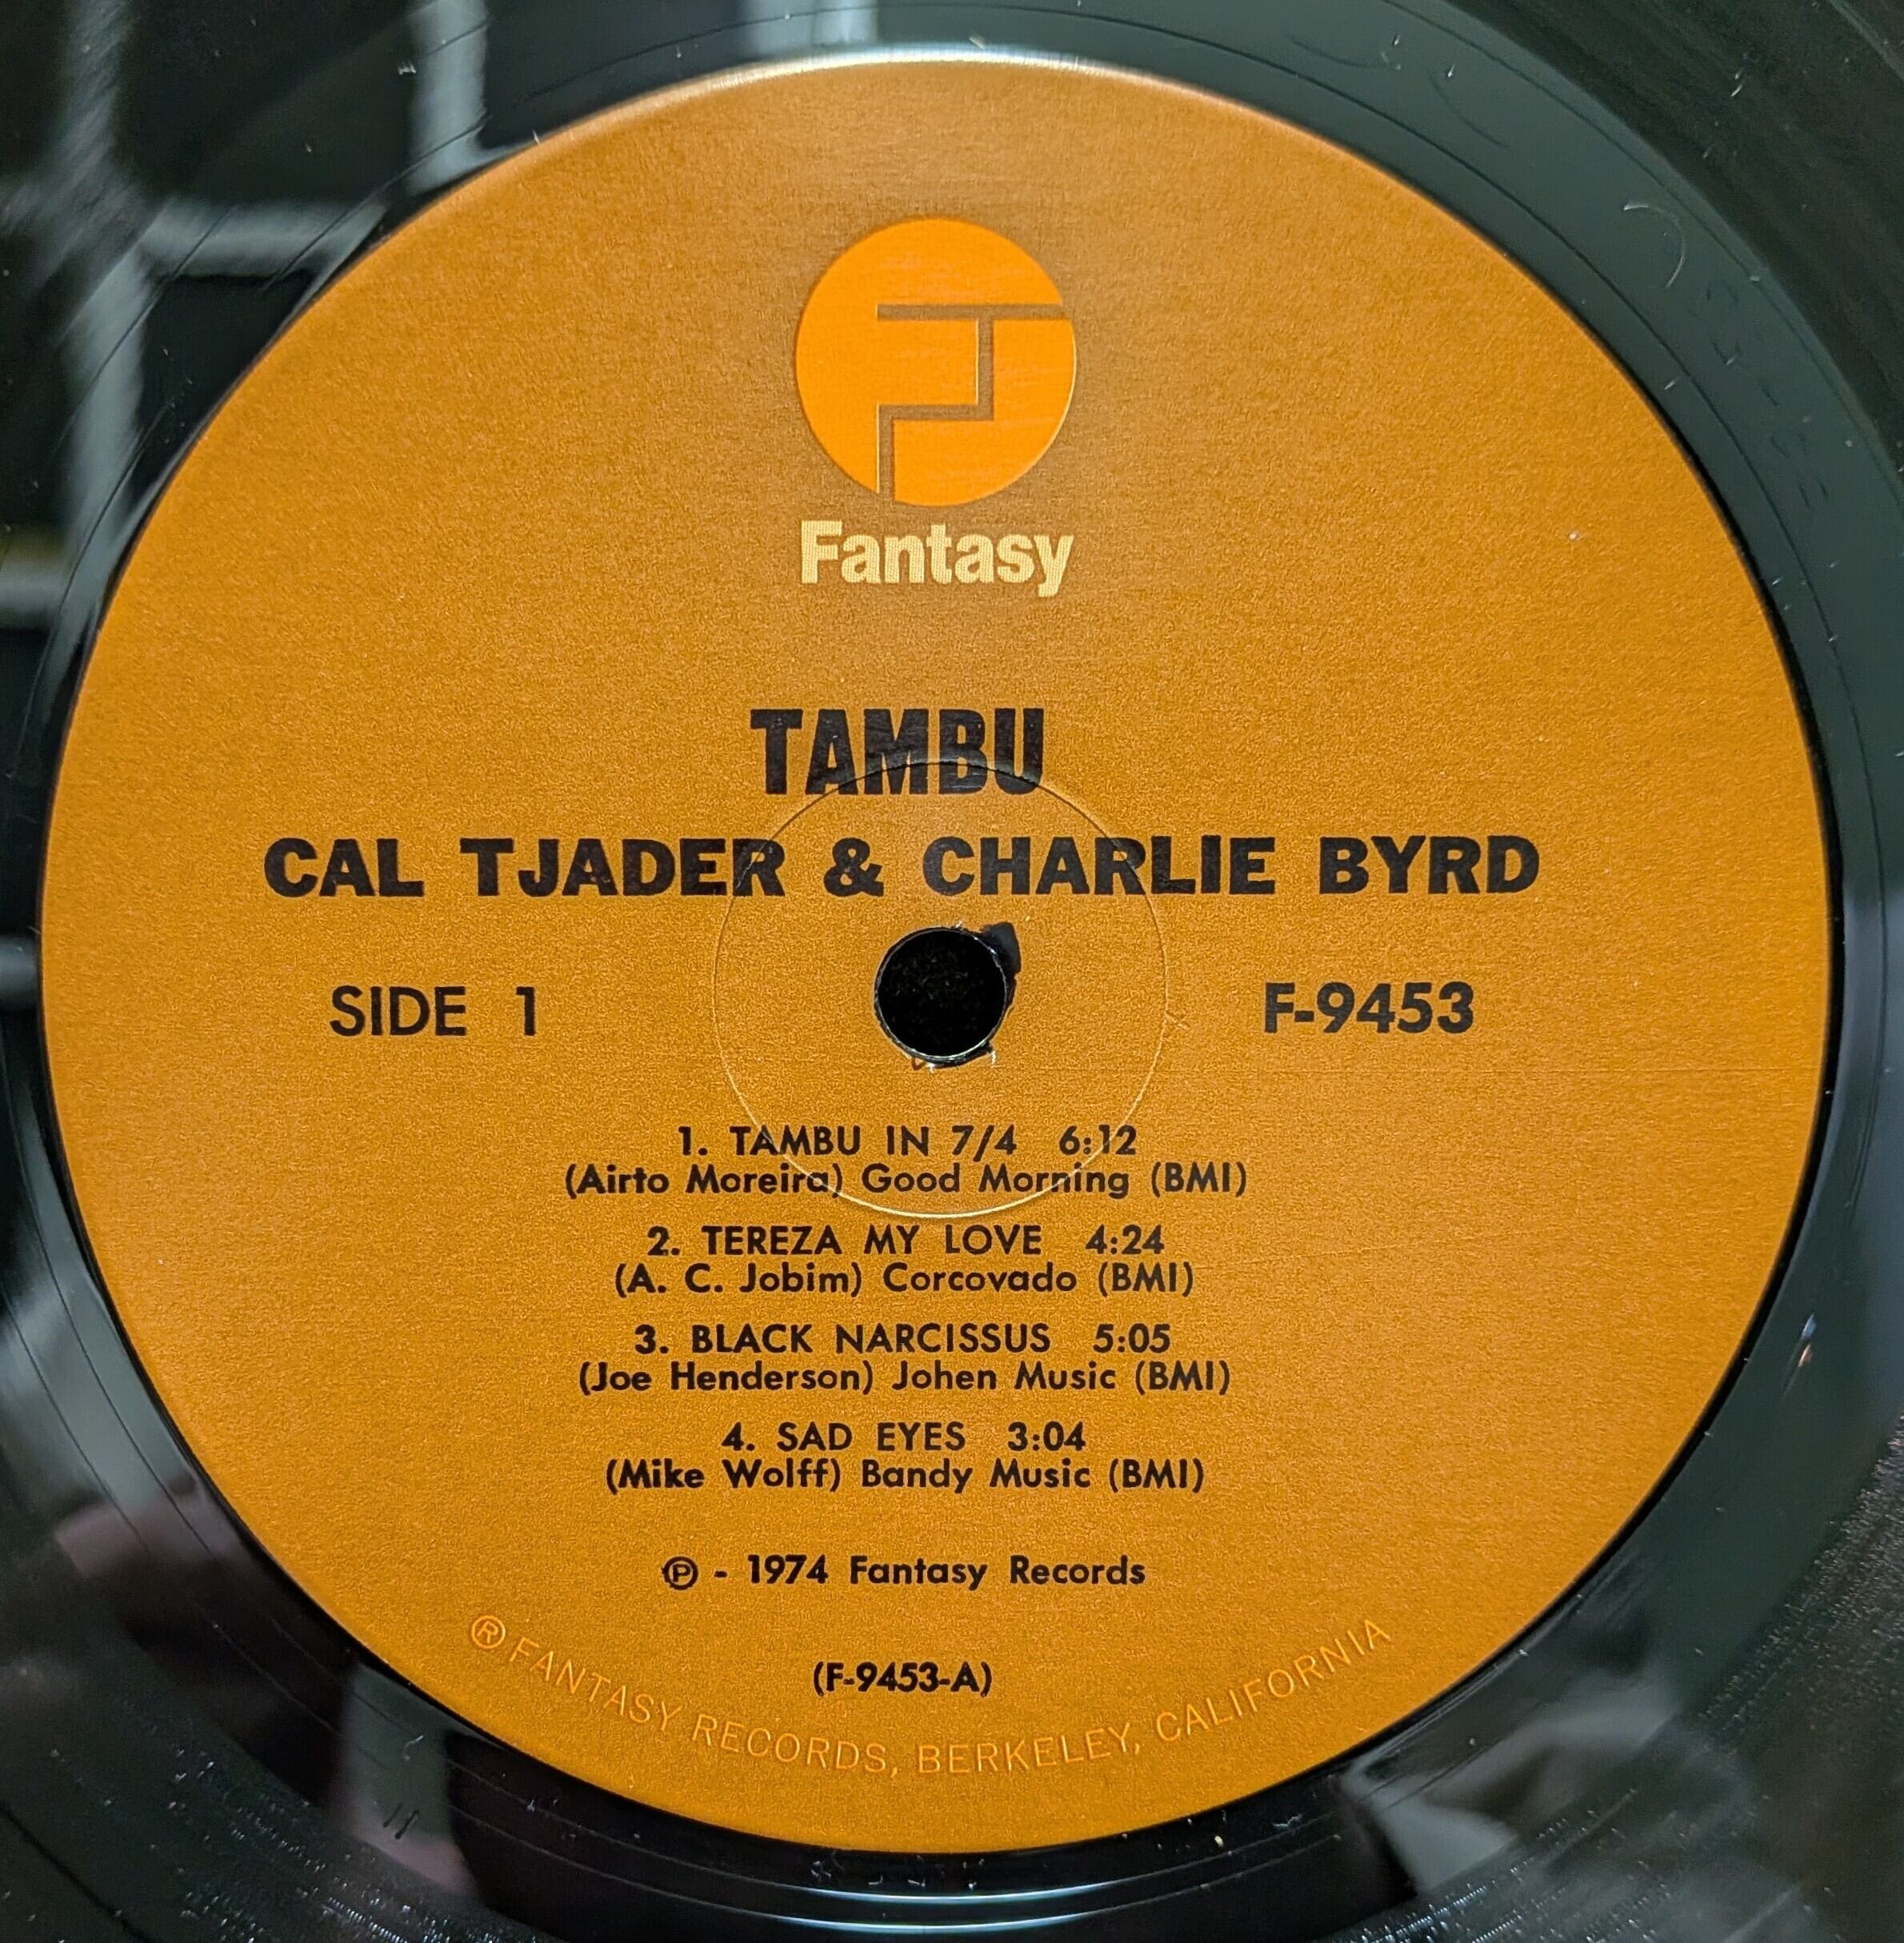 Fantasy
TAMBU
CAL TJADER & CHARLIE BYRD
SIDE 1
F-9453
1. TAMBU IN 7/4 6:12
(Airto Moreira) Good Morning (BMI)
2. TEREZA MY LOVE 4:24
(A. C. Jobim) Corcovado (BMI)
3. BLACK NARCISSUS 5:05
(Joe Henderson) Johen Music (BMI)
4. SAD EYES 3:04
(Mike Wolff) Bandy Music (BMI)
℗ - 1974 Fantasy Records
(F-9453-A)
® FANTASY RECORDS, BERKELEY, CALIFORNIA